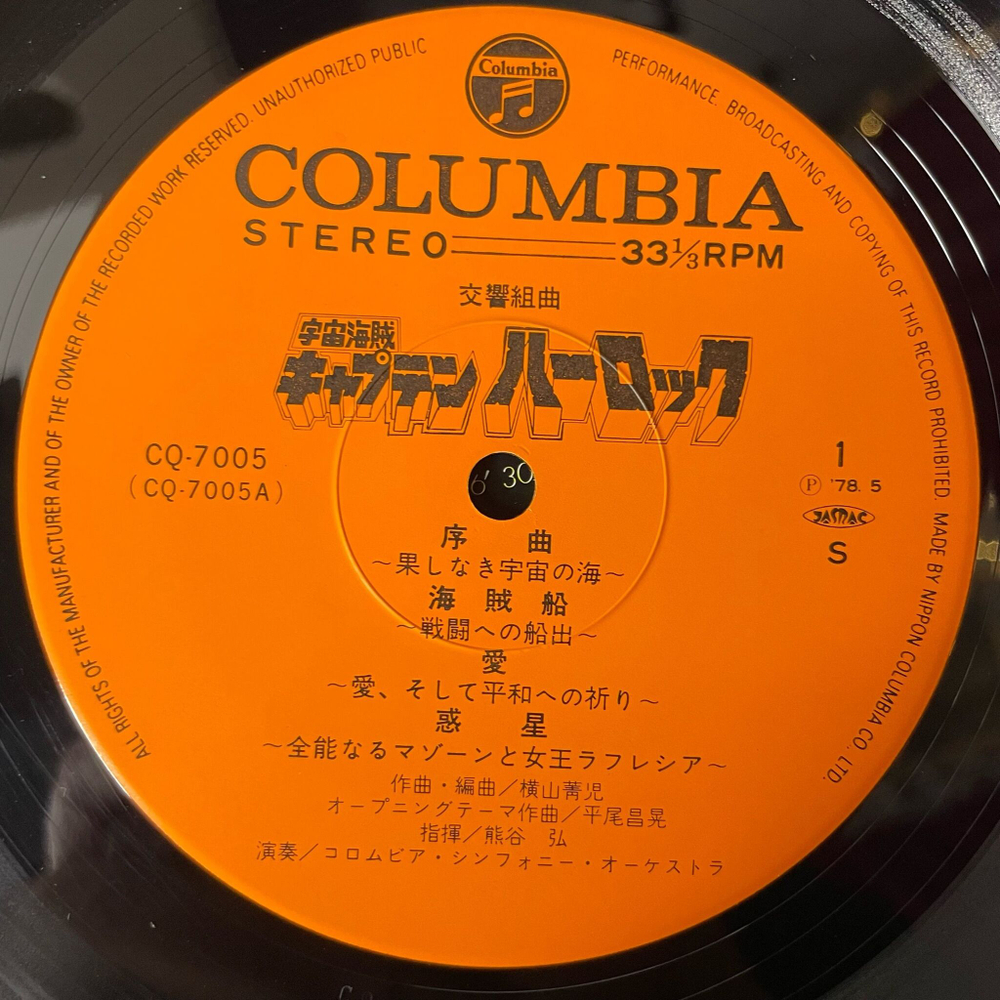 ALL RIGHTS OF THE MANUFACTURER AND OF THE OWNER OF THE RECORDED WORK RESERVED. UNAUTHORIZED PUBLIC PERFORMANCE. BROADCASTING AND COPYING OF THIS RECORD PROHIBITED. MADE BY NIPPON COLUMBIA CO., LTD.
Columbia
COLUMBIA
STEREO 33⅓RPM
交響組曲
宇宙海賊
キャプテン ハーロック
CQ-7005
(CQ-7005A)
1
Ⓟ '78. 5
JASRAC
S
6' 30
序 曲
～果しなき宇宙の海～
海 賊 船
～戦闘への船出～
愛
～愛、そして平和への祈り～
惑 星
～全能なるマゾーンと女王ラフレシア～
作曲・編曲／横山菁児
オープニングテーマ作曲／平尾昌晃
指揮／熊谷 弘
演奏／コロムビア・シンフォニー・オーケストラ